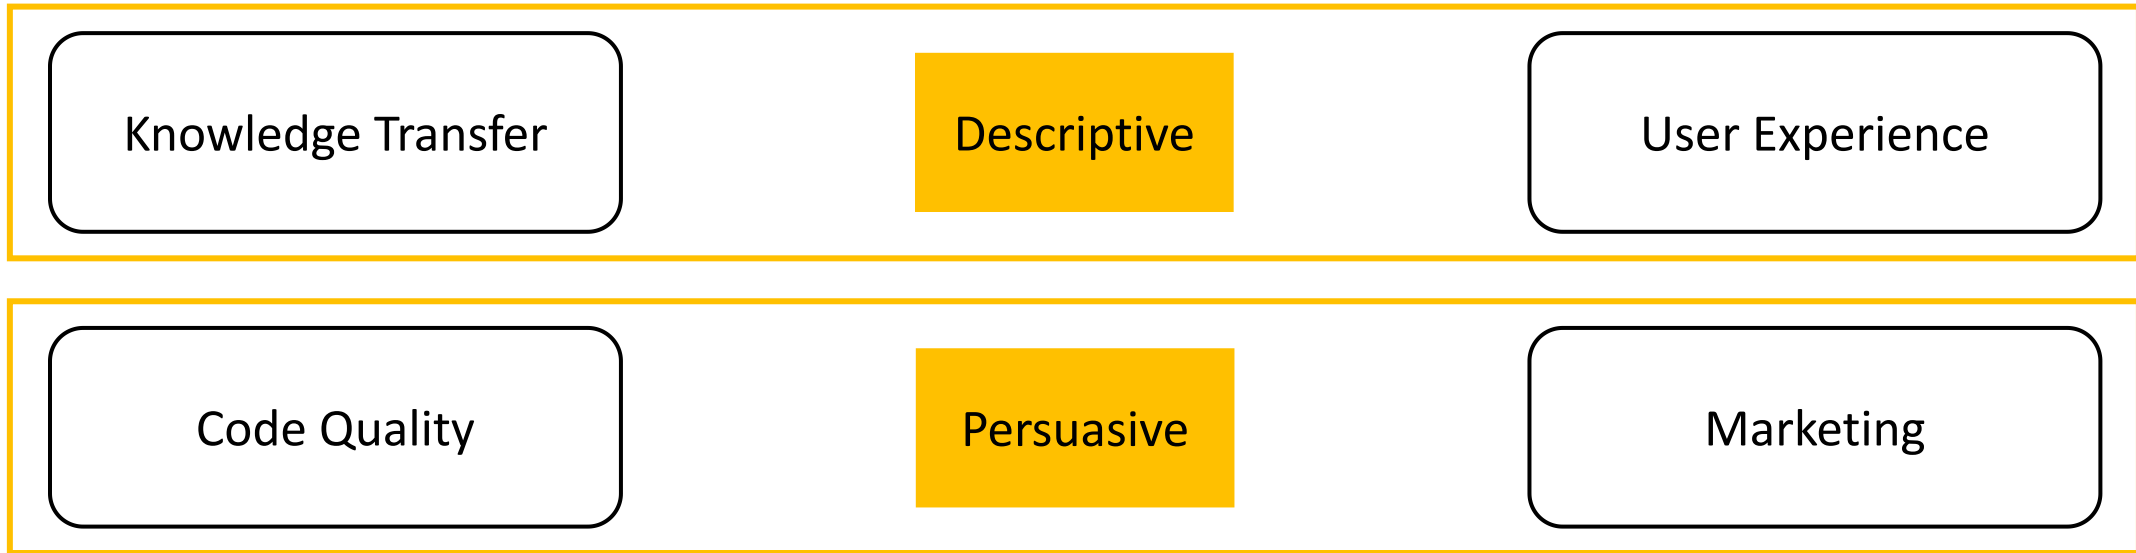 Knowledge Transfer
Descriptive
User Experience
Code Quality
Persuasive
Marketing